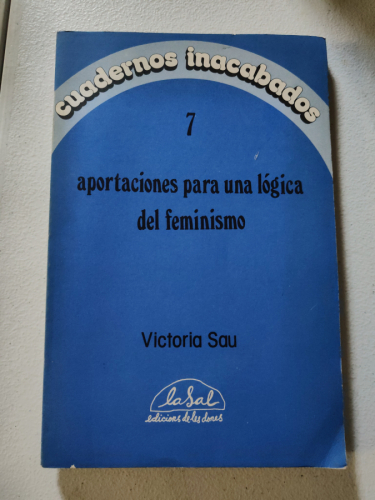 cuadernos inacabados
7
aportaciones para una lógica
del feminismo
Victoria Sau
laSal
edicions de les dones